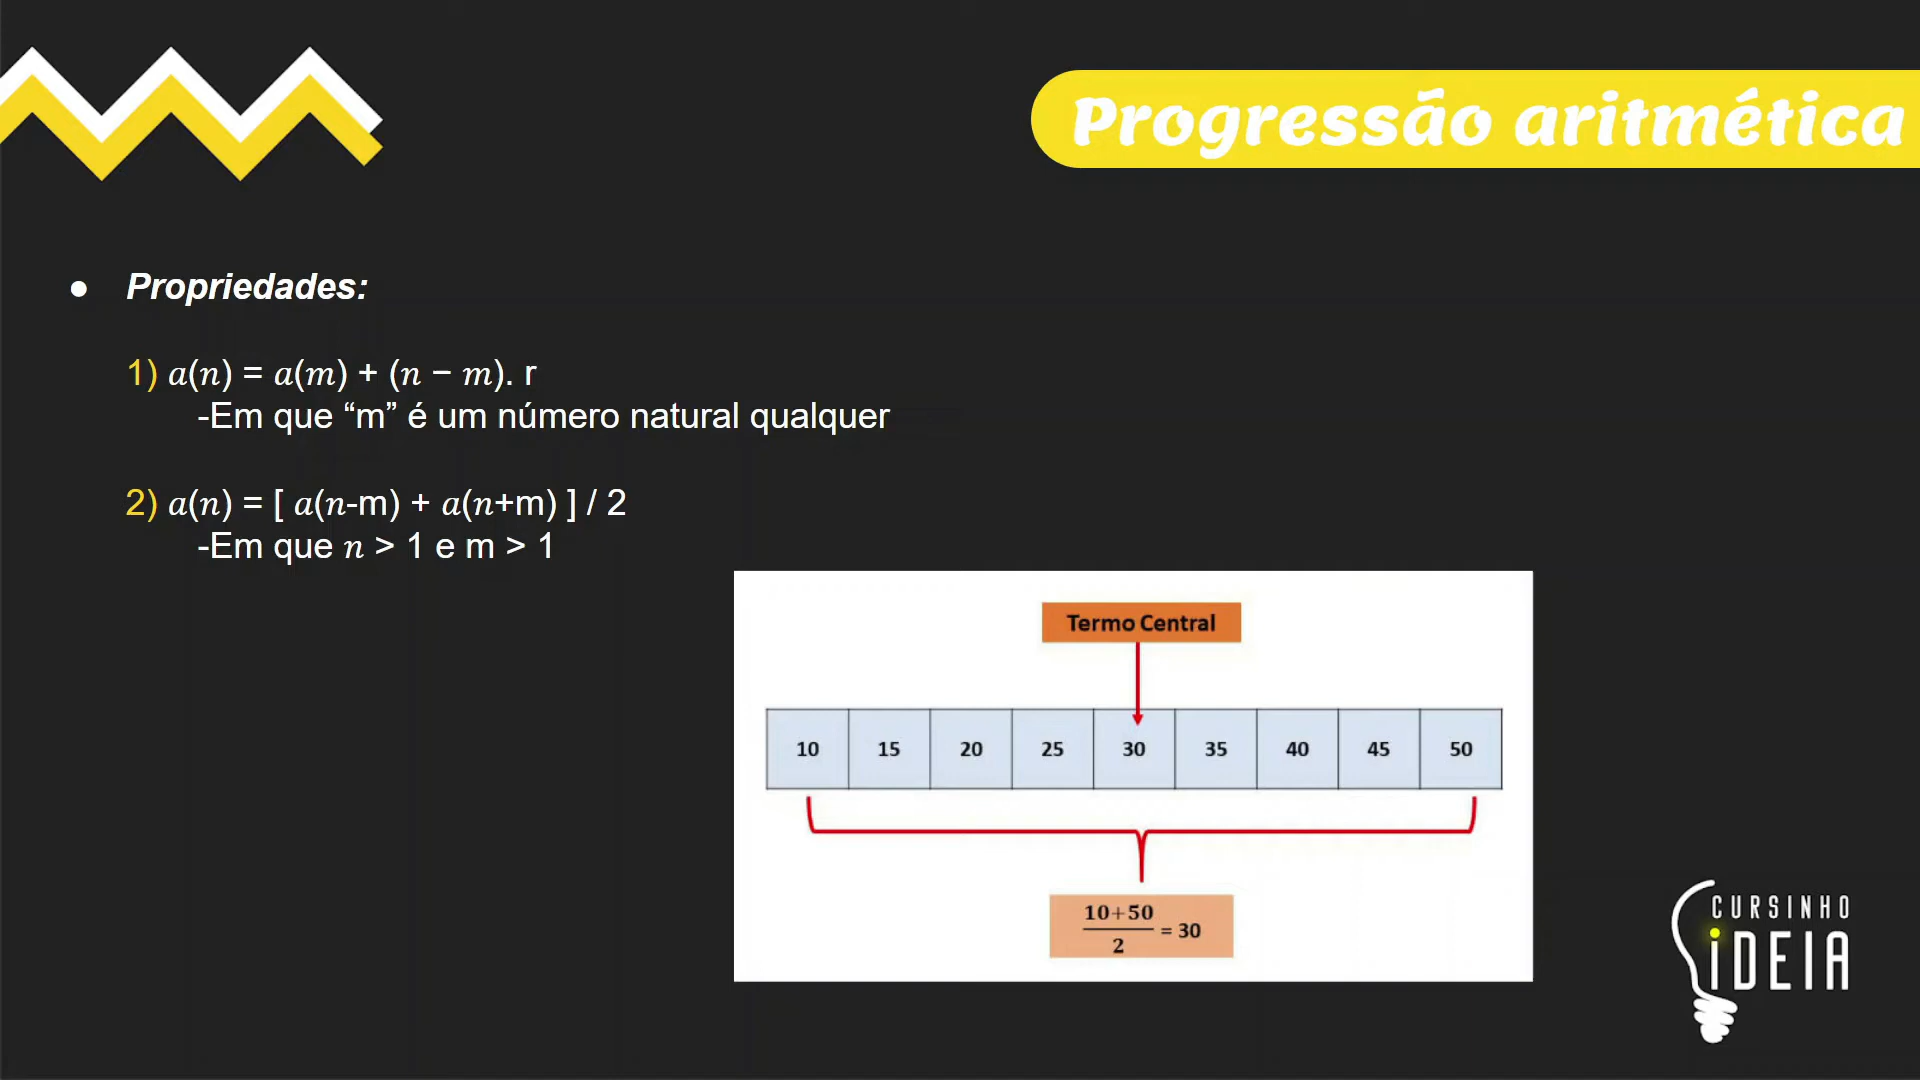 Progressão aritmética
● Propriedades:
1) a(n) = a(m) + (n − m). r
-Em que “m” é um número natural qualquer
2) a(n) = [ a(n-m) + a(n+m) ] / 2
-Em que n > 1 e m > 1
Termo Central
10 15 20 25 30 35 40 45 50
10+50
= 30
2
CURSINHO
iDEIA